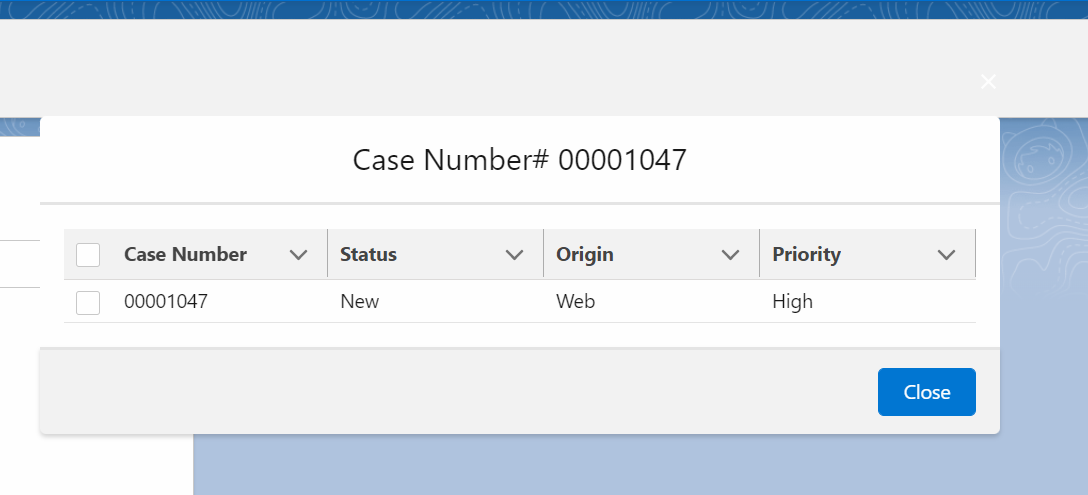 Case Number# 00001047
Case Number Status Origin Priority
00001047 New Web High
Close